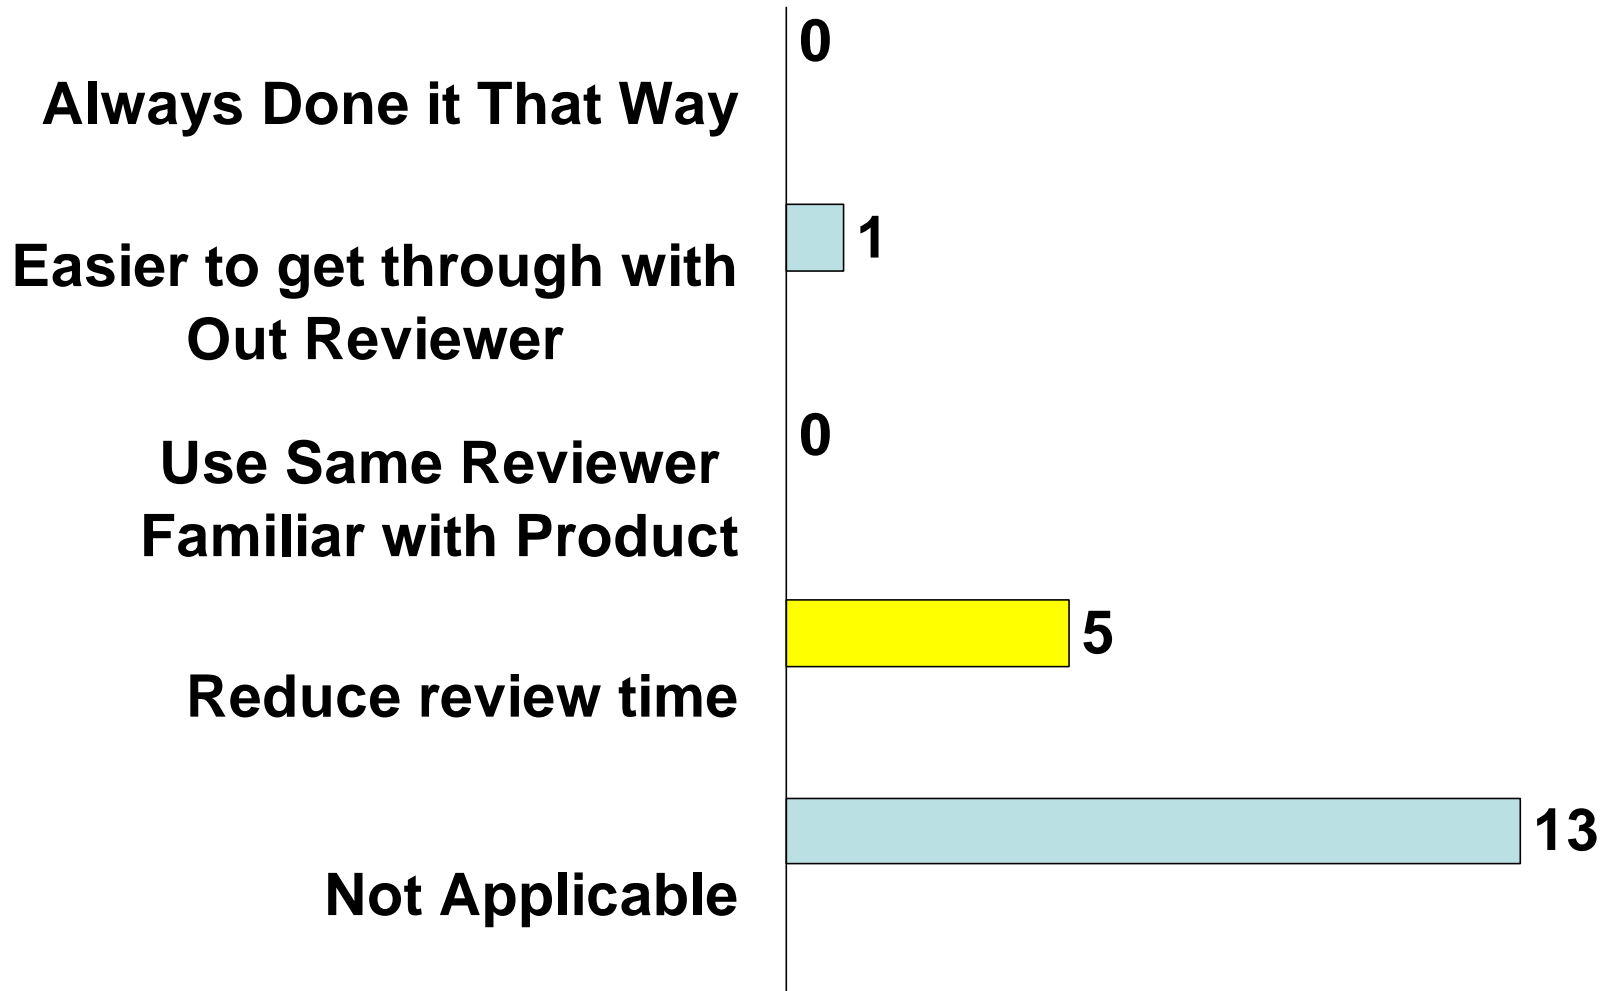 0
Always Done it That Way
1
Easier to get through with
Out Reviewer
0
Use Same Reviewer
Familiar with Product
5
Reduce review time
13
Not Applicable